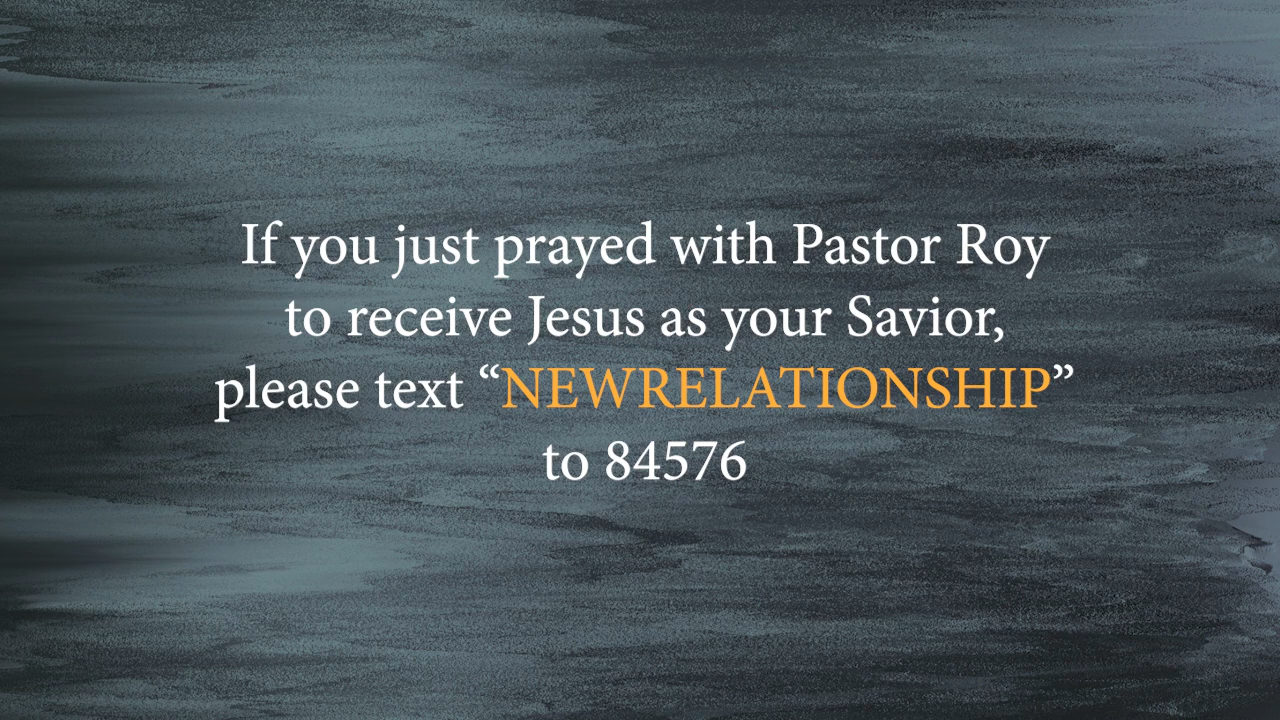 If you just prayed with Pastor Roy
to receive Jesus as your Savior,
please text “NEWRELATIONSHIP”
to 84576